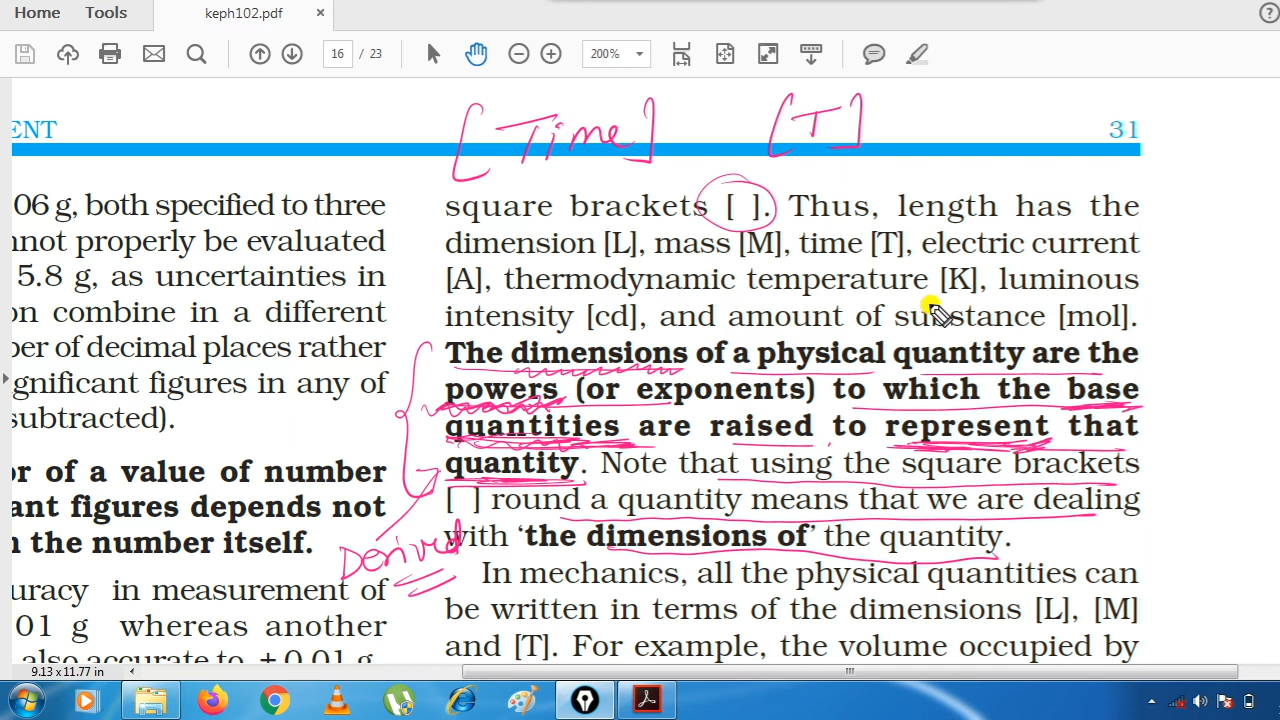 Home Tools keph102.pdf ×
16 / 23 200%
[Time] [T]
ENT 31
06 g, both specified to three
nnot properly be evaluated
5.8 g, as uncertainties in
on combine in a different
ber of decimal places rather
gnificant figures in any of
subtracted).
or of a value of number
ant figures depends not
n the number itself.
uracy in measurement of
01 g whereas another
also accurate to ± 0.01 g
square brackets [ ]. Thus, length has the
dimension [L], mass [M], time [T], electric current
[A], thermodynamic temperature [K], luminous
intensity [cd], and amount of substance [mol].
The dimensions of a physical quantity are the
powers (or exponents) to which the base
quantities are raised to represent that
quantity. Note that using the square brackets
[ ] round a quantity means that we are dealing
with ‘the dimensions of’ the quantity.
Derived
In mechanics, all the physical quantities can
be written in terms of the dimensions [L], [M]
and [T]. For example, the volume occupied by
9.13 x 11.77 in